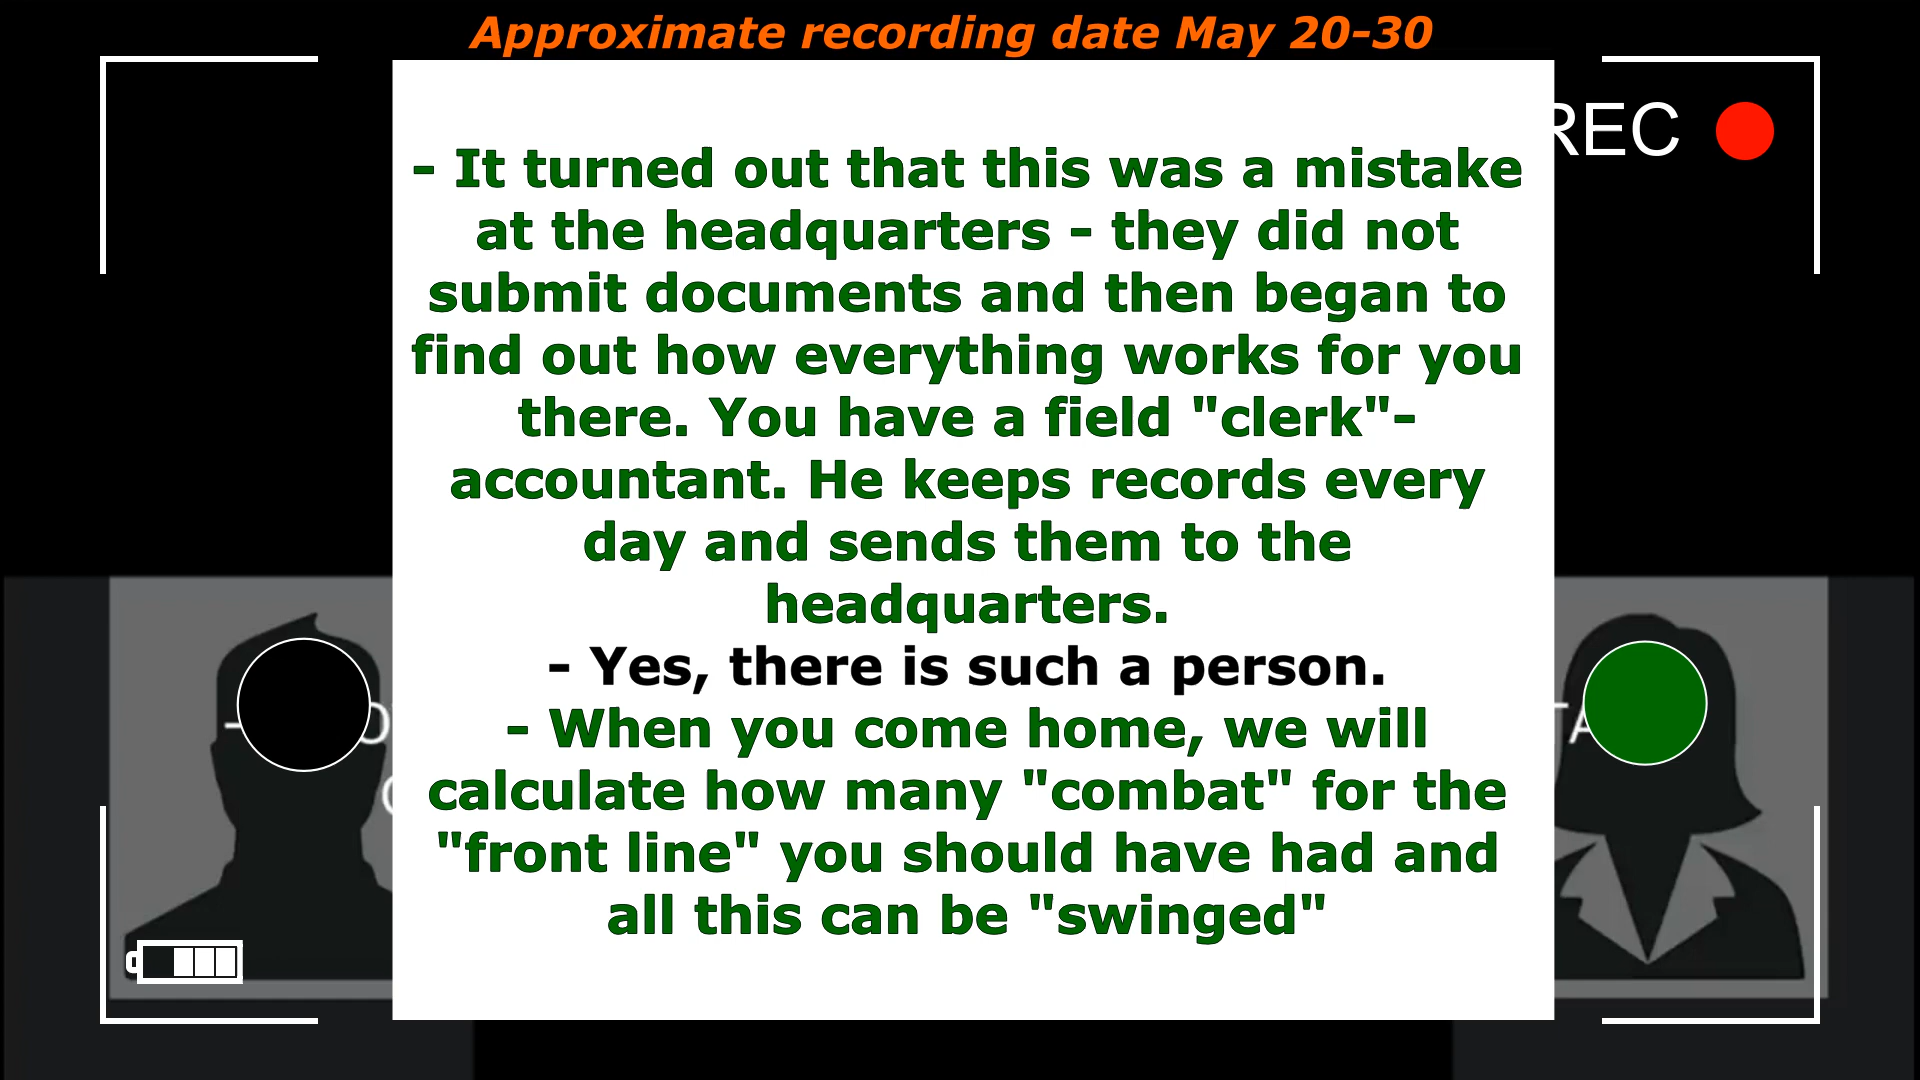 Approximate recording date May 20-30
REC
- It turned out that this was a mistake
at the headquarters - they did not
submit documents and then began to
find out how everything works for you
there. You have a field "clerk"-
accountant. He keeps records every
day and sends them to the
headquarters.
- Yes, there is such a person.
- When you come home, we will
calculate how many "combat" for the
"front line" you should have had and
all this can be "swinged"